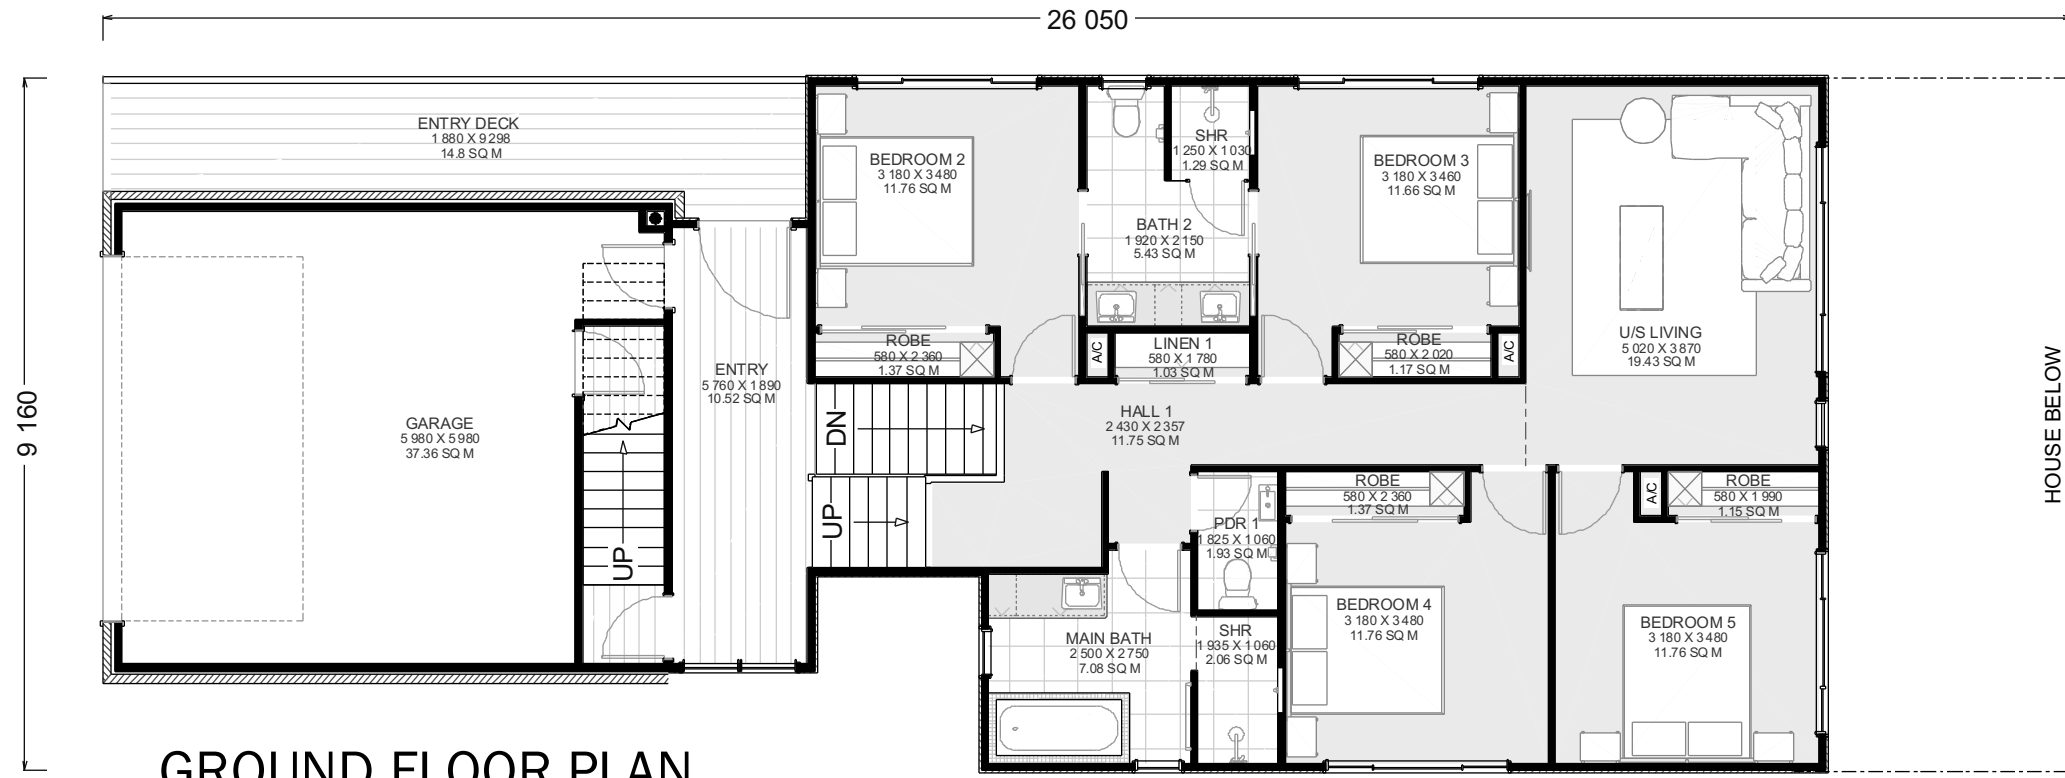 26 050
9 160
ENTRY DECK
1 880 X 9 298
14.8 SQ M
BEDROOM 2
3 180 X 3 480
11.76 SQ M
SHR
1 250 X 1 030
1.29 SQ M
BATH 2
1 920 X 2 150
5.43 SQ M
BEDROOM 3
3 180 X 3 460
11.66 SQ M
U/S LIVING
5 020 X 3 870
19.43 SQ M
HOUSE BELOW
ROBE
580 X 2 360
1.37 SQ M
A/C
LINEN 1
580 X 1 780
1.03 SQ M
ROBE
580 X 2 020
1.17 SQ M
A/C
ENTRY
5 760 X 1 890
10.52 SQ M
GARAGE
5 980 X 5 980
37.36 SQ M
DN
UP
UP
HALL 1
2 430 X 2 357
11.75 SQ M
ROBE
580 X 2 360
1.37 SQ M
A/C
ROBE
580 X 1 990
1.15 SQ M
PDR 1
1 825 X 1 060
1.93 SQ M
MAIN BATH
2 500 X 2 750
7.08 SQ M
SHR
1 935 X 1 060
2.06 SQ M
BEDROOM 4
3 180 X 3 480
11.76 SQ M
BEDROOM 5
3 180 X 3 480
11.76 SQ M
GROUND FLOOR PLAN